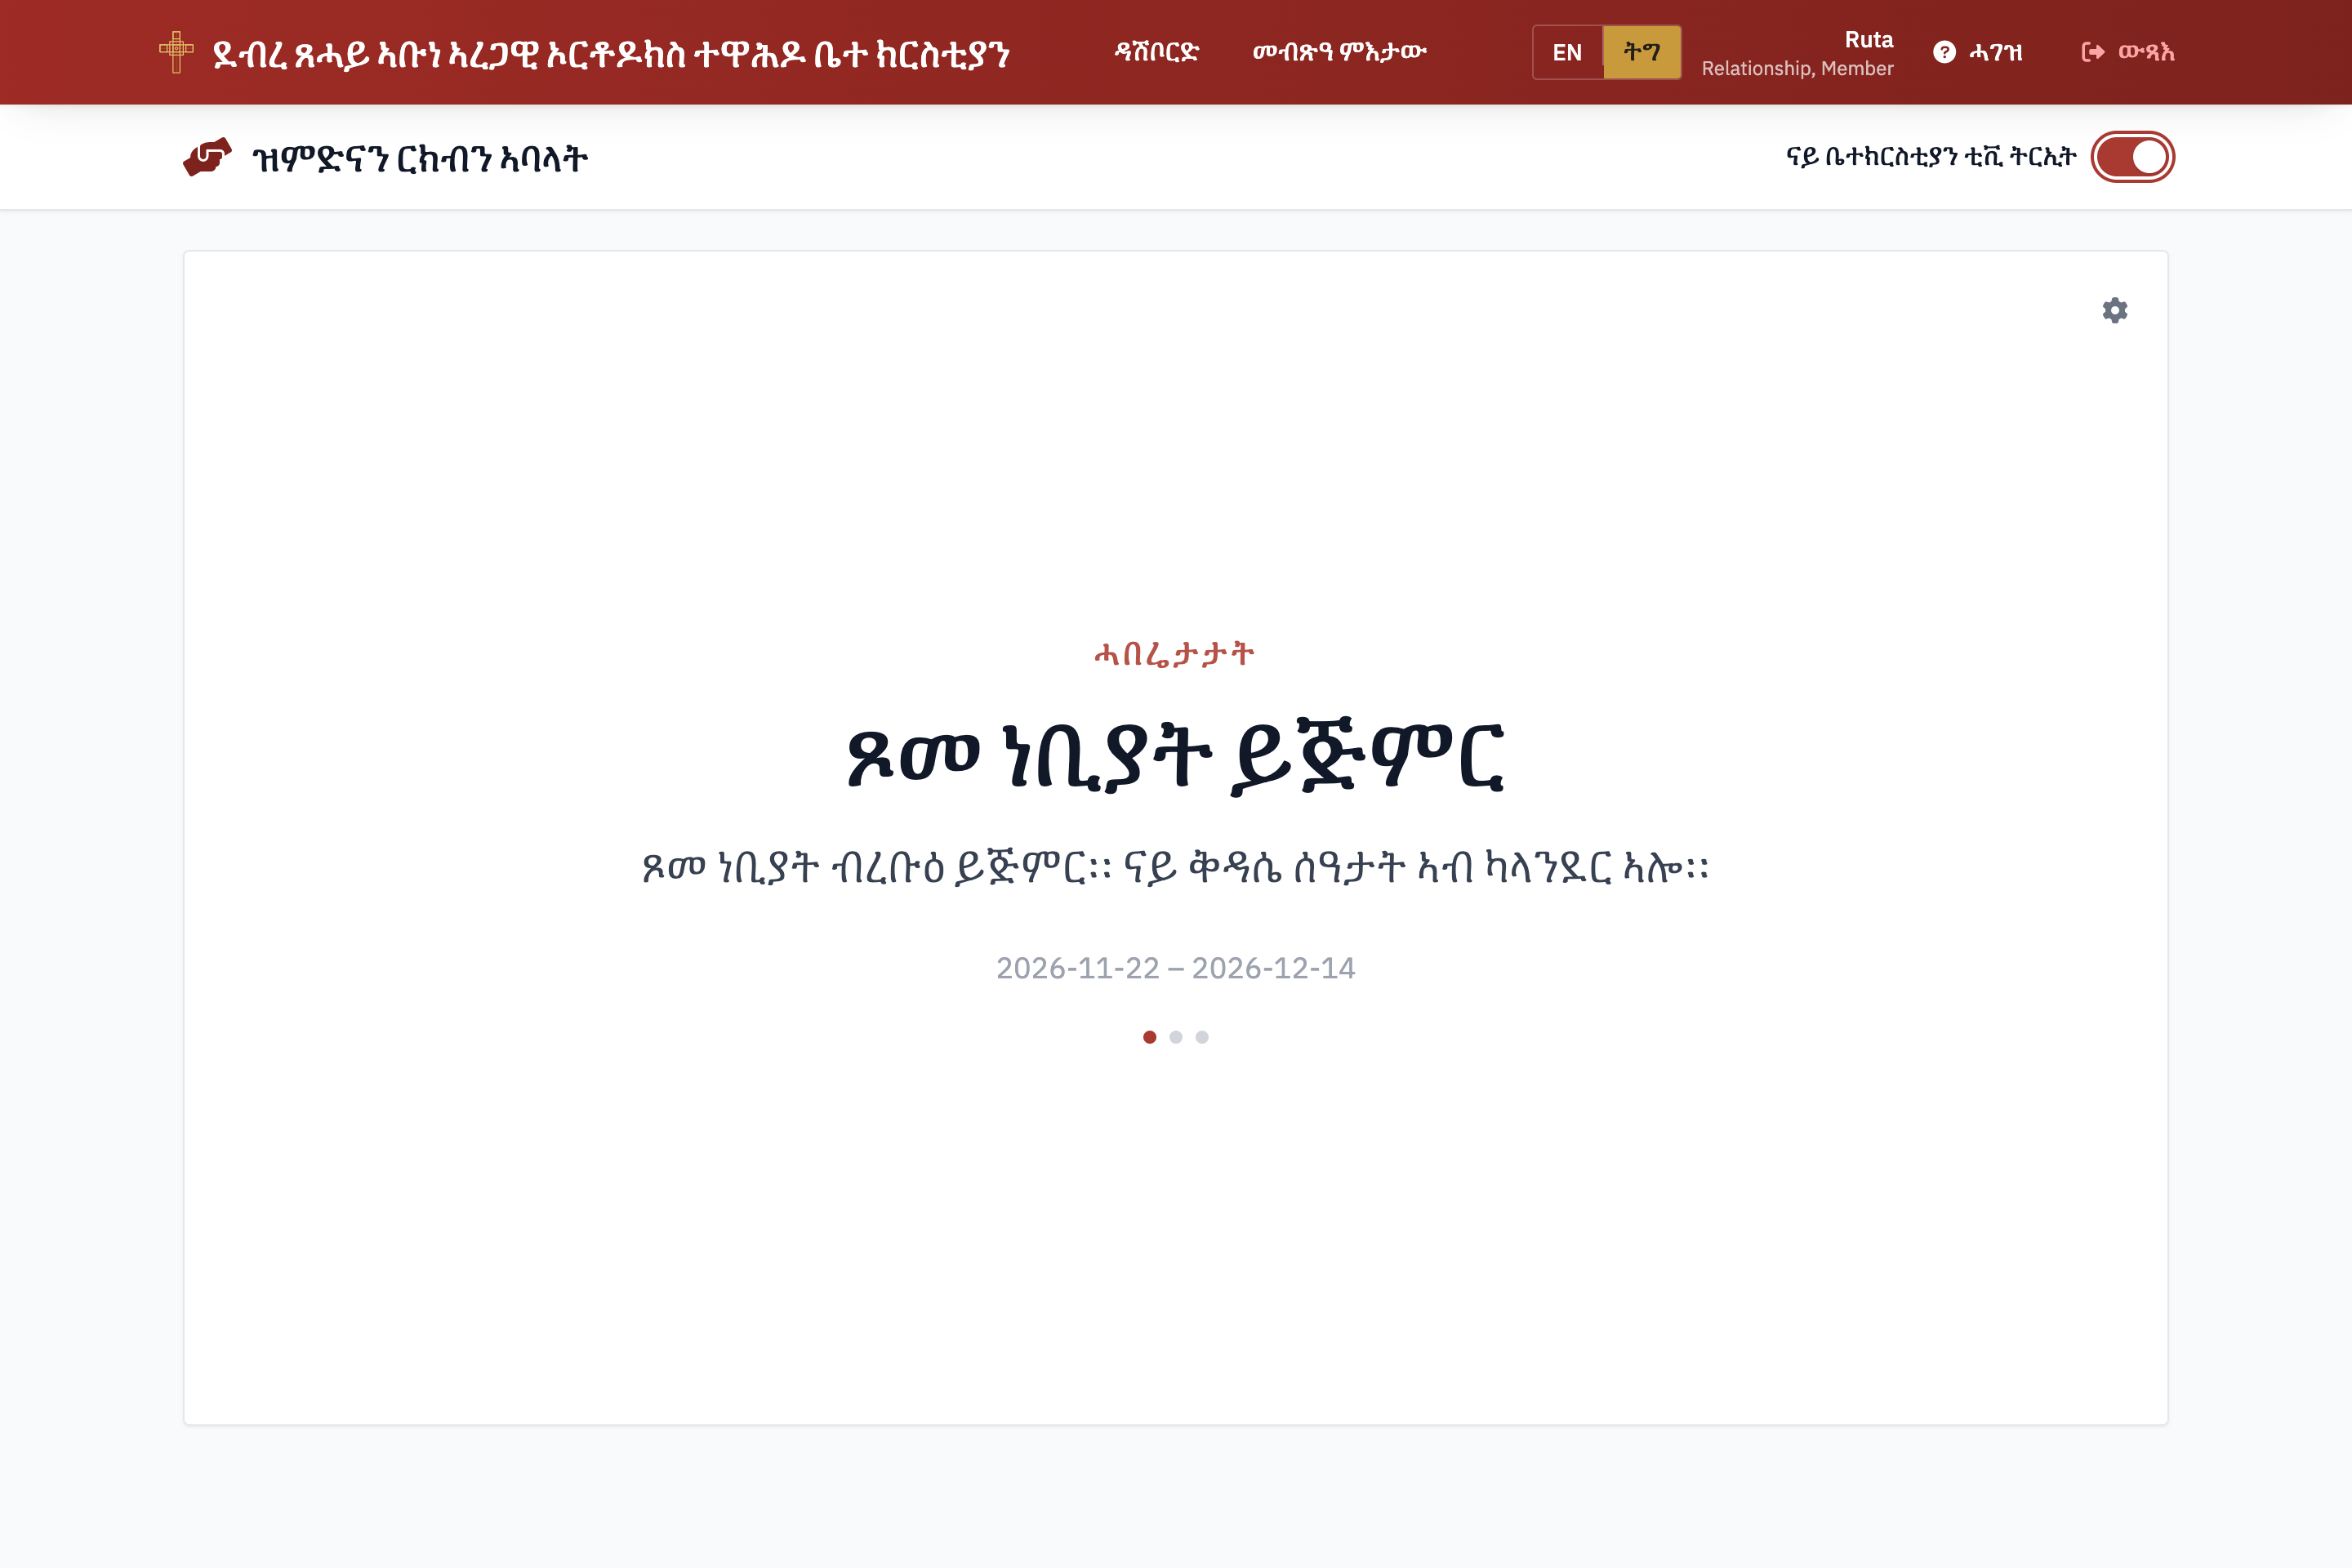 ደብረ ጸሓይ ኣቡነ ኣረጋዊ ኦርቶዶክስ ተዋሕዶ ቤተ ክርስቲያን
ዳሽቦርድ
መብጽዓ ምእታው
EN
ትግ
Ruta
Relationship, Member
ሓገዝ
ውጻእ
ዝምድናን ርክብን ኣባላት
ናይ ቤተክርስቲያን ቲቪ ትርኢት
ሓበሬታታት
ጾመ ነቢያት ይጅምር
ጾመ ነቢያት ብረቡዕ ይጅምር። ናይ ቅዳሴ ሰዓታት ኣብ ካላንደር ኣሎ።
2026-11-22 – 2026-12-14